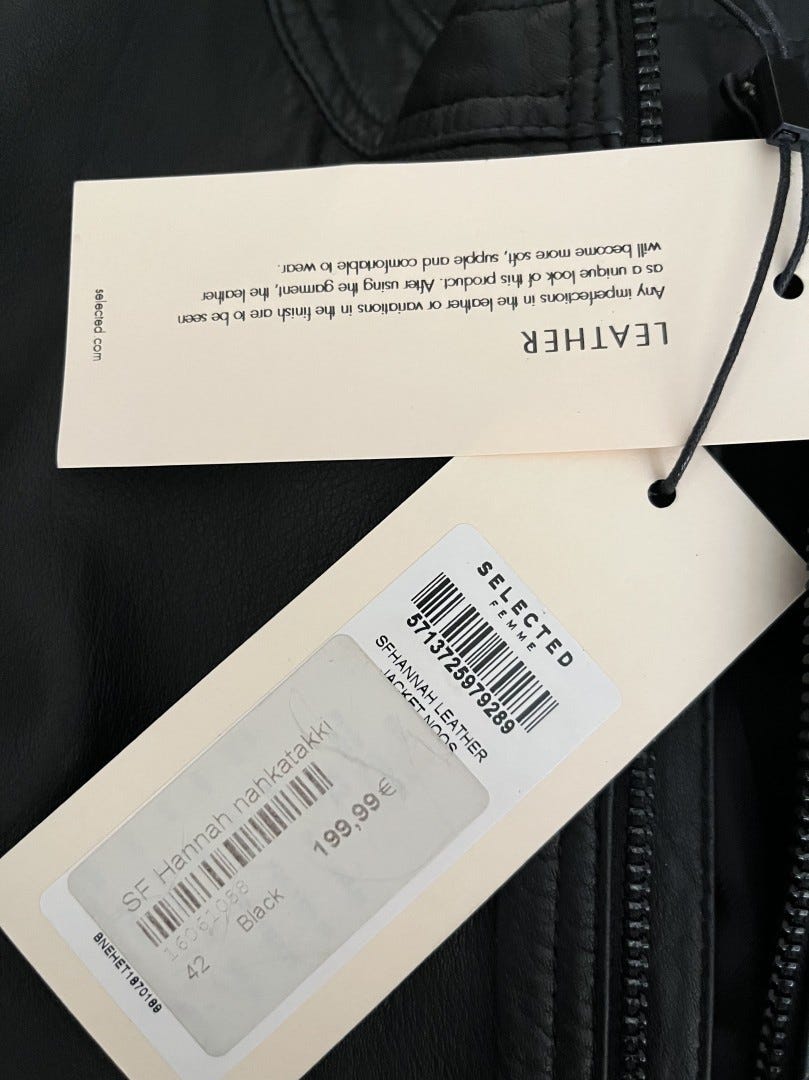 LEATHER
Any imperfections in the leather or variations in the finish are to be seen
as a unique look of this product. After using the garment, the leather
will become more soft, supple and comfortable to wear.
selected.com
SELECTED
FEMME
5713725979289
SFHANNAH LEATHER
JACKET NOOS
SF Hannah nahkatakki
199,99 €
42
Black
BNEHET1870189